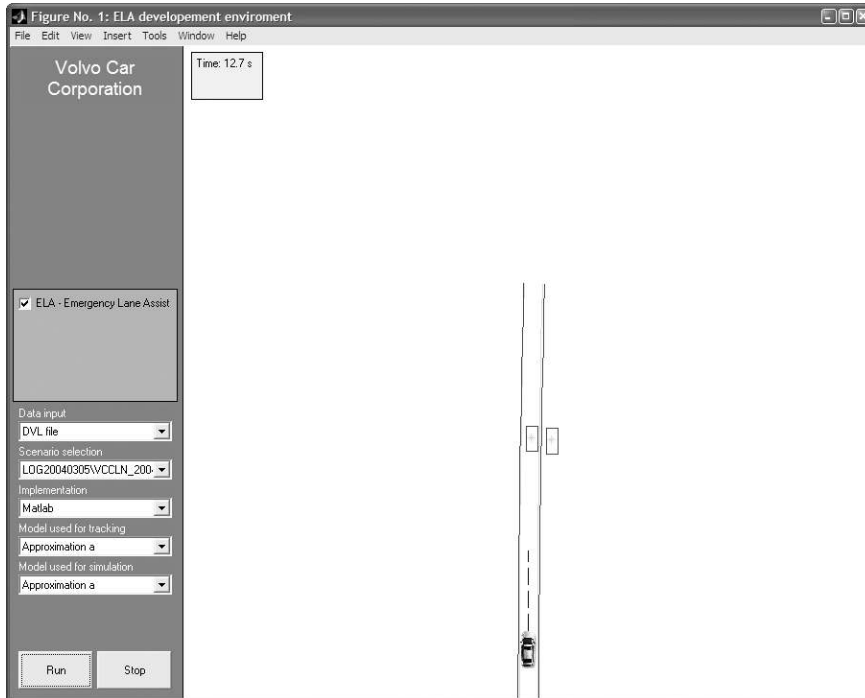 Figure No. 1: ELA developement enviroment
File Edit View Insert Tools Window Help
Volvo Car
Corporation
Time: 12.7 s
ELA - Emergency Lane Assist
Data input
DVL file
Scenario selection
LOG20040305\VCCLN_200
Implementation
Matlab
Model used for tracking
Approximation a
Model used for simulation
Approximation a
Run Stop